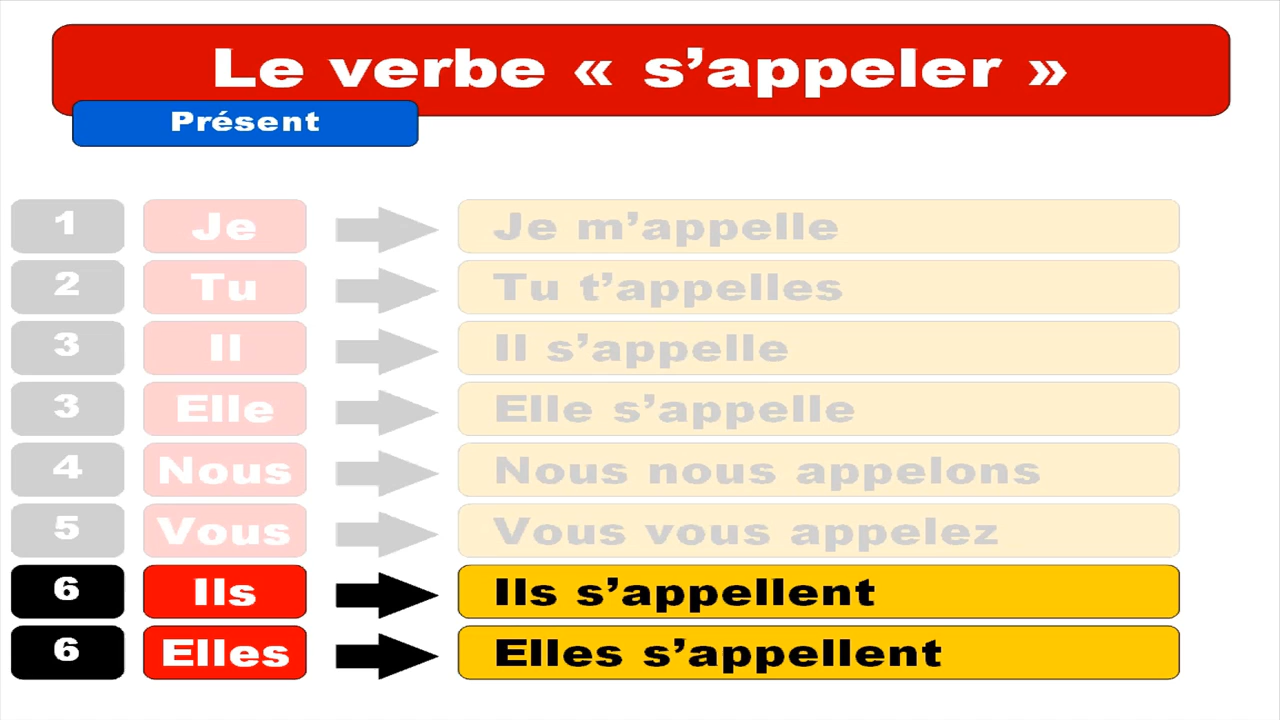 Le verbe « s’appeler »
Présent
1 Je Je m’appelle
2 Tu Tu t’appelles
3 Il Il s’appelle
3 Elle Elle s’appelle
4 Nous Nous nous appelons
5 Vous Vous vous appelez
6 Ils Ils s’appellent
6 Elles Elles s’appellent